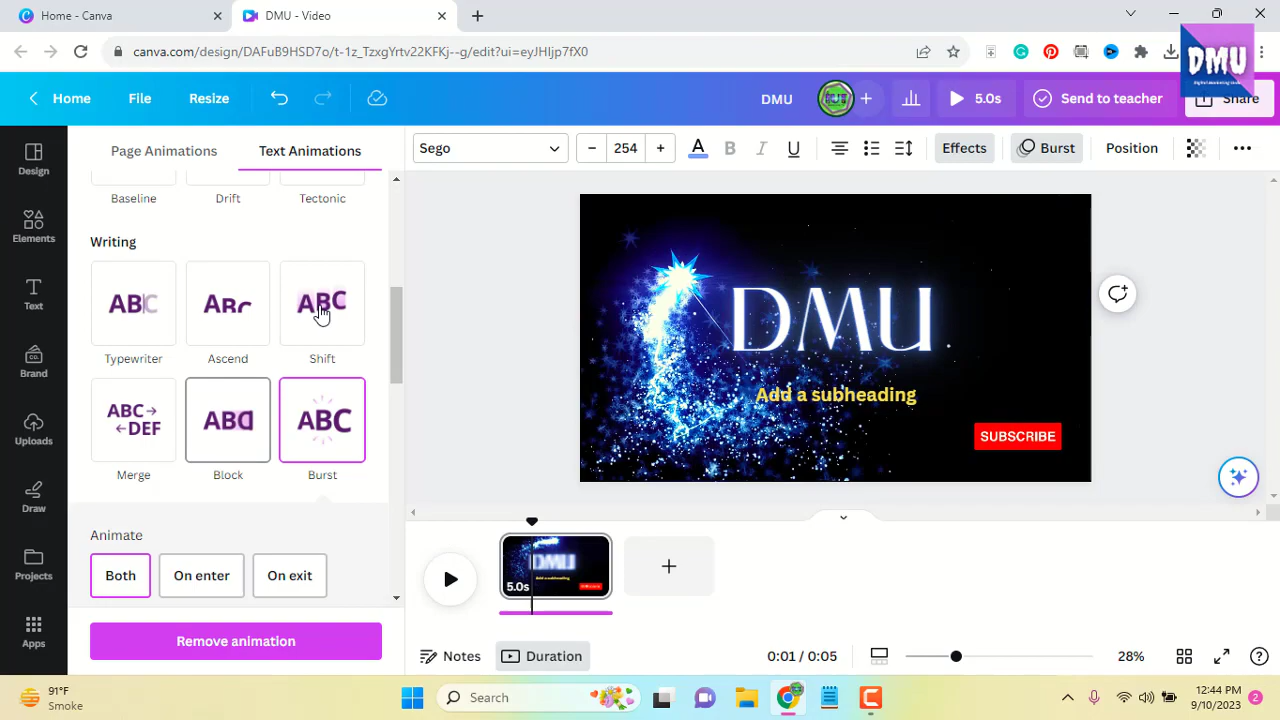 Home - Canva
DMU - Video
canva.com/design/DAFuB9HSD7o/t-1z_TzxgYrtv22KFKj--g/edit?ui=eyJHIjp7fX0
DMU
Home File Resize
DMU
5.0s
Send to teacher
Share
Design
Elements
Text
Brand
Uploads
Draw
Projects
Apps
Page Animations Text Animations
Baseline Drift Tectonic
Writing
ABC ABC ABC
Typewriter Ascend Shift
ABC→ ←DEF ABD ABC
Merge Block Burst
Animate
Both On enter On exit
Remove animation
Sego
254
A B I U
Effects Burst Position
DMU
Add a subheading
SUBSCRIBE
5.0s
Notes Duration
0:01 / 0:05
28%
91°F
Smoke
Search
12:44 PM
9/10/2023
2